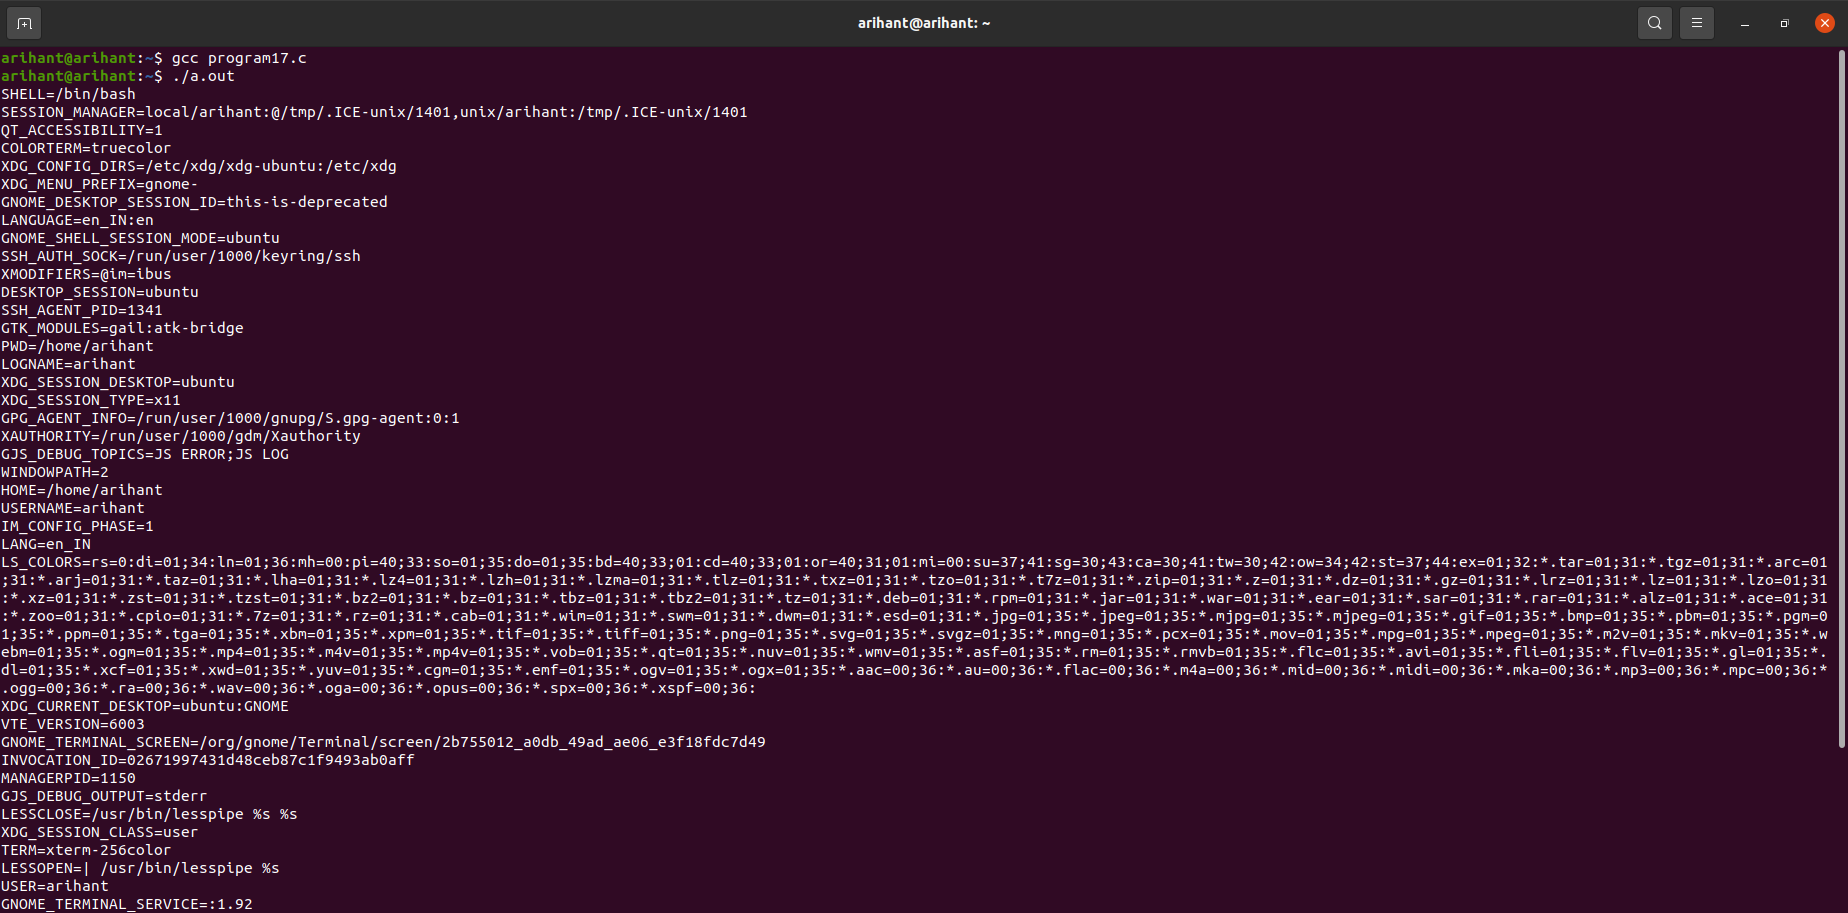 arihant@arihant: ~
arihant@arihant:~$ gcc program17.c
arihant@arihant:~$ ./a.out
SHELL=/bin/bash
SESSION_MANAGER=local/arihant:@/tmp/.ICE-unix/1401,unix/arihant:/tmp/.ICE-unix/1401
QT_ACCESSIBILITY=1
COLORTERM=truecolor
XDG_CONFIG_DIRS=/etc/xdg/xdg-ubuntu:/etc/xdg
XDG_MENU_PREFIX=gnome-
GNOME_DESKTOP_SESSION_ID=this-is-deprecated
LANGUAGE=en_IN:en
GNOME_SHELL_SESSION_MODE=ubuntu
SSH_AUTH_SOCK=/run/user/1000/keyring/ssh
XMODIFIERS=@im=ibus
DESKTOP_SESSION=ubuntu
SSH_AGENT_PID=1341
GTK_MODULES=gail:atk-bridge
PWD=/home/arihant
LOGNAME=arihant
XDG_SESSION_DESKTOP=ubuntu
XDG_SESSION_TYPE=x11
GPG_AGENT_INFO=/run/user/1000/gnupg/S.gpg-agent:0:1
XAUTHORITY=/run/user/1000/gdm/Xauthority
GJS_DEBUG_TOPICS=JS ERROR;JS LOG
WINDOWPATH=2
HOME=/home/arihant
USERNAME=arihant
IM_CONFIG_PHASE=1
LANG=en_IN
LS_COLORS=rs=0:di=01;34:ln=01;36:mh=00:pi=40;33:so=01;35:do=01;35:bd=40;33;01:cd=40;33;01:or=40;31;01:mi=00:su=37;41:sg=30;43:ca=30;41:tw=30;42:ow=34;42:st=37;44:ex=01;32:*.tar=01;31:*.tgz=01;31:*.arc=01
;31:*.arj=01;31:*.taz=01;31:*.lha=01;31:*.lz4=01;31:*.lzh=01;31:*.lzma=01;31:*.tlz=01;31:*.txz=01;31:*.tzo=01;31:*.t7z=01;31:*.zip=01;31:*.z=01;31:*.dz=01;31:*.gz=01;31:*.lrz=01;31:*.lz=01;31:*.lzo=01;31
:*.xz=01;31:*.zst=01;31:*.tzst=01;31:*.bz2=01;31:*.bz=01;31:*.tbz=01;31:*.tbz2=01;31:*.tz=01;31:*.deb=01;31:*.rpm=01;31:*.jar=01;31:*.war=01;31:*.ear=01;31:*.sar=01;31:*.rar=01;31:*.alz=01;31:*.ace=01;31
:*.zoo=01;31:*.cpio=01;31:*.7z=01;31:*.rz=01;31:*.cab=01;31:*.wim=01;31:*.swm=01;31:*.dwm=01;31:*.esd=01;31:*.jpg=01;35:*.jpeg=01;35:*.mjpg=01;35:*.mjpeg=01;35:*.gif=01;35:*.bmp=01;35:*.pbm=01;35:*.pgm=0
1;35:*.ppm=01;35:*.tga=01;35:*.xbm=01;35:*.xpm=01;35:*.tif=01;35:*.tiff=01;35:*.png=01;35:*.svg=01;35:*.svgz=01;35:*.mng=01;35:*.pcx=01;35:*.mov=01;35:*.mpg=01;35:*.mpeg=01;35:*.m2v=01;35:*.mkv=01;35:*.w
ebm=01;35:*.ogm=01;35:*.mp4=01;35:*.m4v=01;35:*.mp4v=01;35:*.vob=01;35:*.qt=01;35:*.nuv=01;35:*.wmv=01;35:*.asf=01;35:*.rm=01;35:*.rmvb=01;35:*.flc=01;35:*.avi=01;35:*.fli=01;35:*.flv=01;35:*.gl=01;35:*.
dl=01;35:*.xcf=01;35:*.xwd=01;35:*.yuv=01;35:*.cgm=01;35:*.emf=01;35:*.ogv=01;35:*.ogx=01;35:*.aac=00;36:*.au=00;36:*.flac=00;36:*.m4a=00;36:*.mid=00;36:*.midi=00;36:*.mka=00;36:*.mp3=00;36:*.mpc=00;36:*
.ogg=00;36:*.ra=00;36:*.wav=00;36:*.oga=00;36:*.opus=00;36:*.spx=00;36:*.xspf=00;36:
XDG_CURRENT_DESKTOP=ubuntu:GNOME
VTE_VERSION=6003
GNOME_TERMINAL_SCREEN=/org/gnome/Terminal/screen/2b755012_a0db_49ad_ae06_e3f18fdc7d49
INVOCATION_ID=02671997431d48ceb87c1f9493ab0aff
MANAGERPID=1150
GJS_DEBUG_OUTPUT=stderr
LESSCLOSE=/usr/bin/lesspipe %s %s
XDG_SESSION_CLASS=user
TERM=xterm-256color
LESSOPEN=| /usr/bin/lesspipe %s
USER=arihant
GNOME_TERMINAL_SERVICE=:1.92